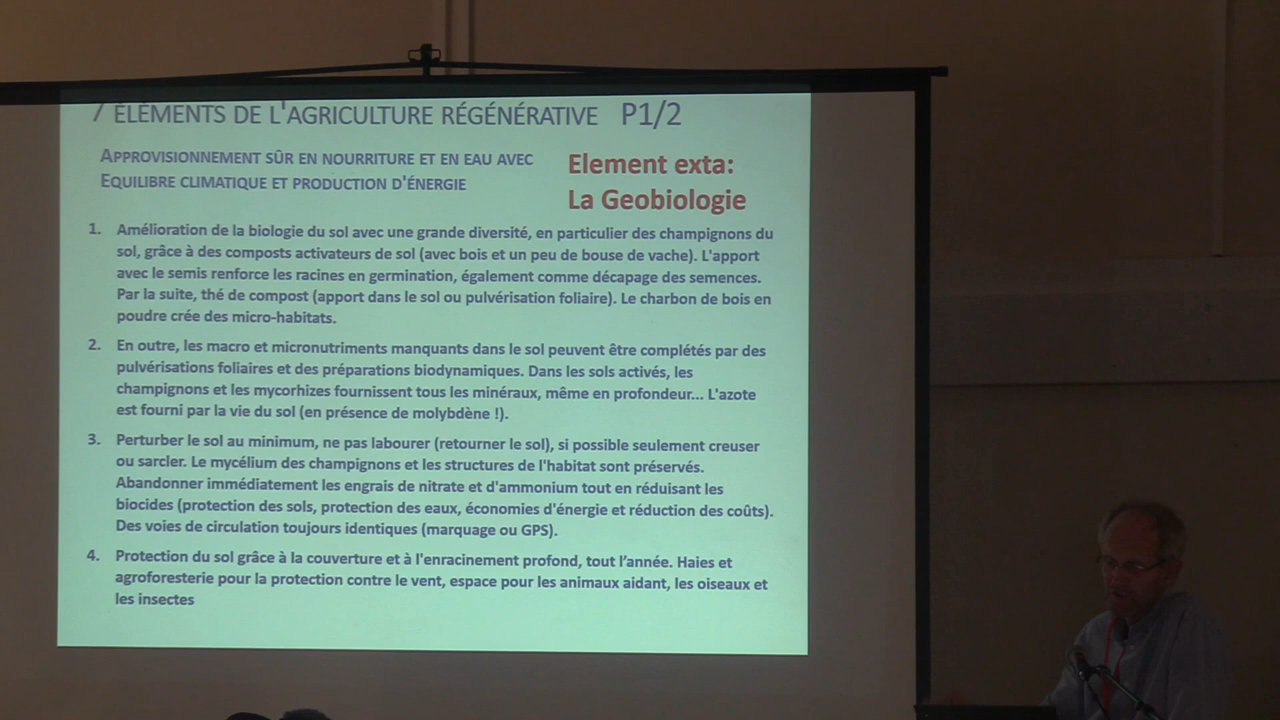 7 ÉLÉMENTS DE L'AGRICULTURE RÉGÉNÉRATIVE P1/2
APPROVISIONNEMENT SÛR EN NOURRITURE ET EN EAU AVEC
EQUILIBRE CLIMATIQUE ET PRODUCTION D'ÉNERGIE
Element exta:
La Geobiologie
1. Amélioration de la biologie du sol avec une grande diversité, en particulier des champignons du
sol, grâce à des composts activateurs de sol (avec bois et un peu de bouse de vache). L'apport
avec le semis renforce les racines en germination, également comme décapage des semences.
Par la suite, thé de compost (apport dans le sol ou pulvérisation foliaire). Le charbon de bois en
poudre crée des micro-habitats.
2. En outre, les macro et micronutriments manquants dans le sol peuvent être complétés par des
pulvérisations foliaires et des préparations biodynamiques. Dans les sols activés, les
champignons et les mycorhizes fournissent tous les minéraux, même en profondeur... L'azote
est fourni par la vie du sol (en présence de molybdène !).
3. Perturber le sol au minimum, ne pas labourer (retourner le sol), si possible seulement creuser
ou sarcler. Le mycélium des champignons et les structures de l'habitat sont préservés.
Abandonner immédiatement les engrais de nitrate et d'ammonium tout en réduisant les
biocides (protection des sols, protection des eaux, économies d'énergie et réduction des coûts).
Des voies de circulation toujours identiques (marquage ou GPS).
4. Protection du sol grâce à la couverture et à l'enracinement profond, tout l’année. Haies et
agroforesterie pour la protection contre le vent, espace pour les animaux aidant, les oiseaux et
les insectes